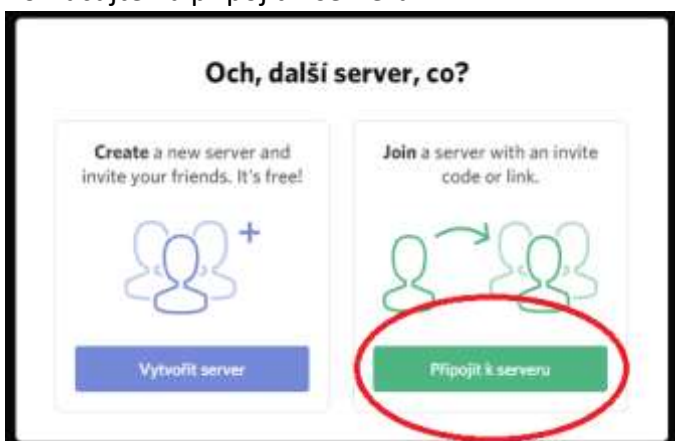 Och, další server, co?
Create a new server and
invite your friends. It's free!
Join a server with an invite
code or link.
Vytvořit server
Připojit k serveru